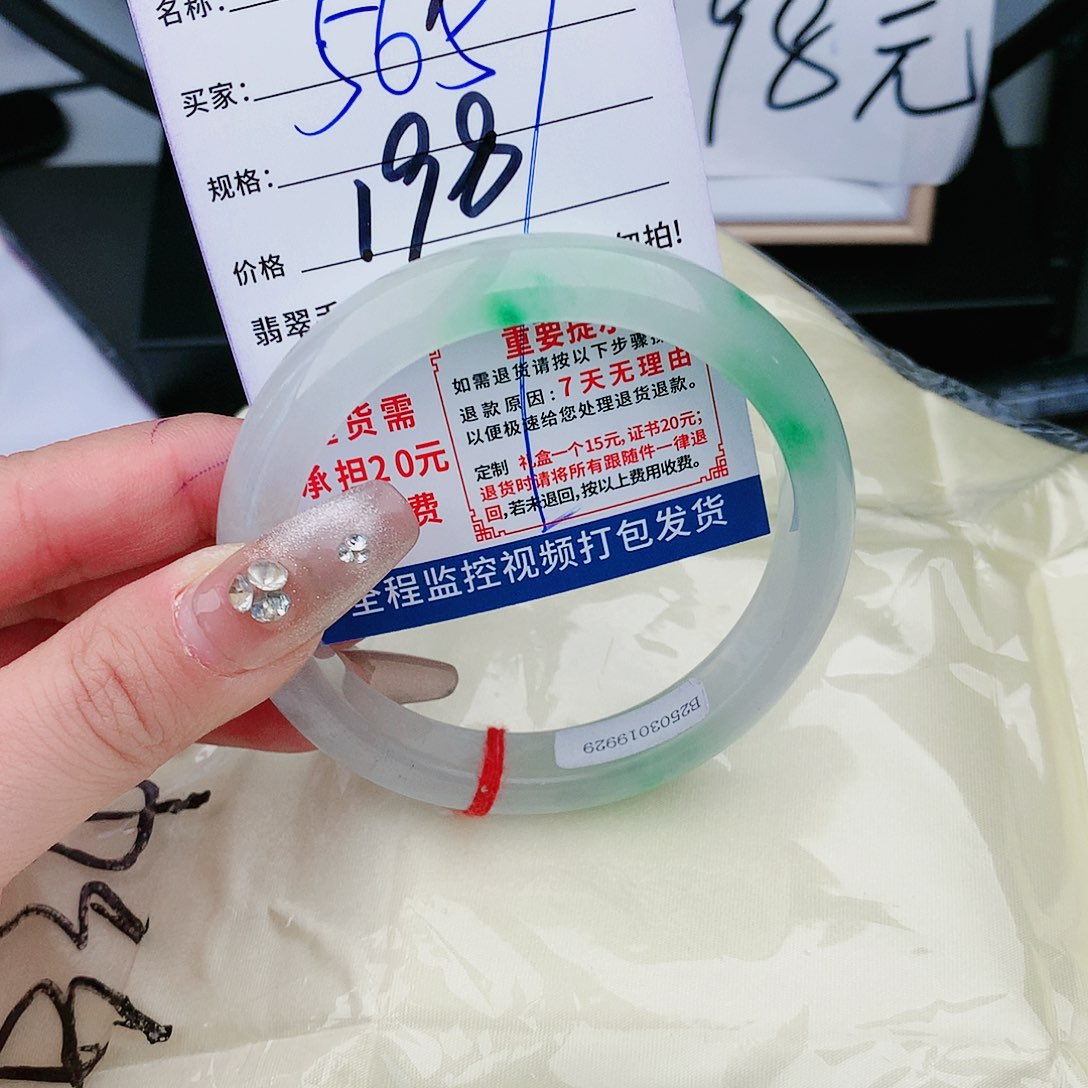 名称:
565
买家:
198
规格:
价格
勿拍!
翡翠手
98元
重要提示
如需退货请按以下步骤
退款原因:7天无理由
以便极速给您处理退货退款。
定制 礼盒一个15元,证书20元;
退货时请将所有跟随件一律退
回,若未退回,按以上费用收费。
货需
承担20元
费
全程监控视频打包发货
B2503019929